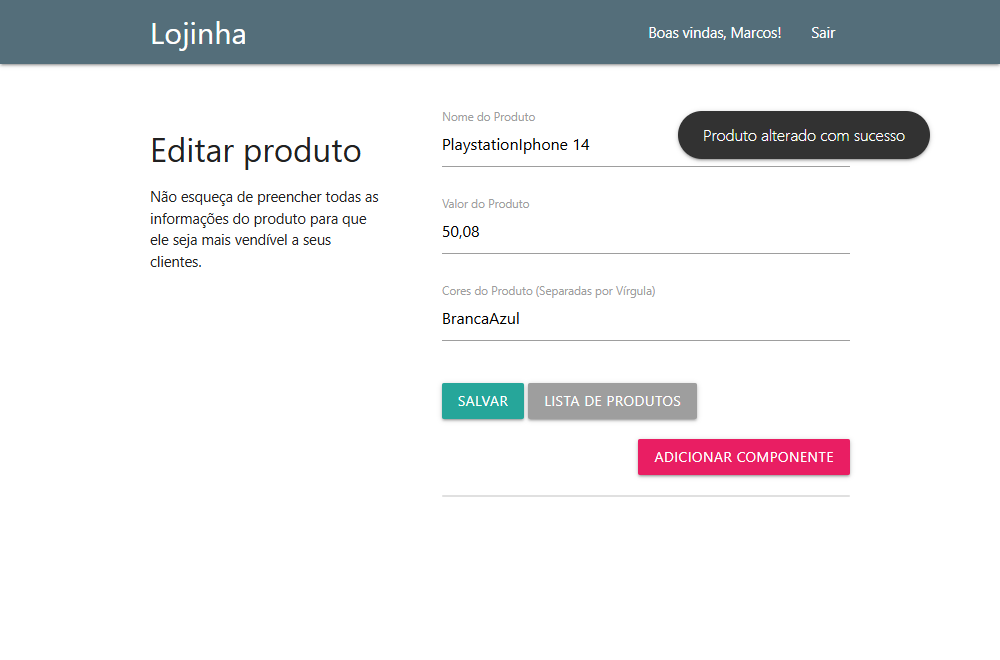 Lojinha
Boas vindas, Marcos!
Sair
Editar produto
Não esqueça de preencher todas as
informações do produto para que
ele seja mais vendível a seus
clientes.
Nome do Produto
PlaystationIphone 14
Produto alterado com sucesso
Valor do Produto
50,08
Cores do Produto (Separadas por Vírgula)
BrancaAzul
SALVAR
LISTA DE PRODUTOS
ADICIONAR COMPONENTE